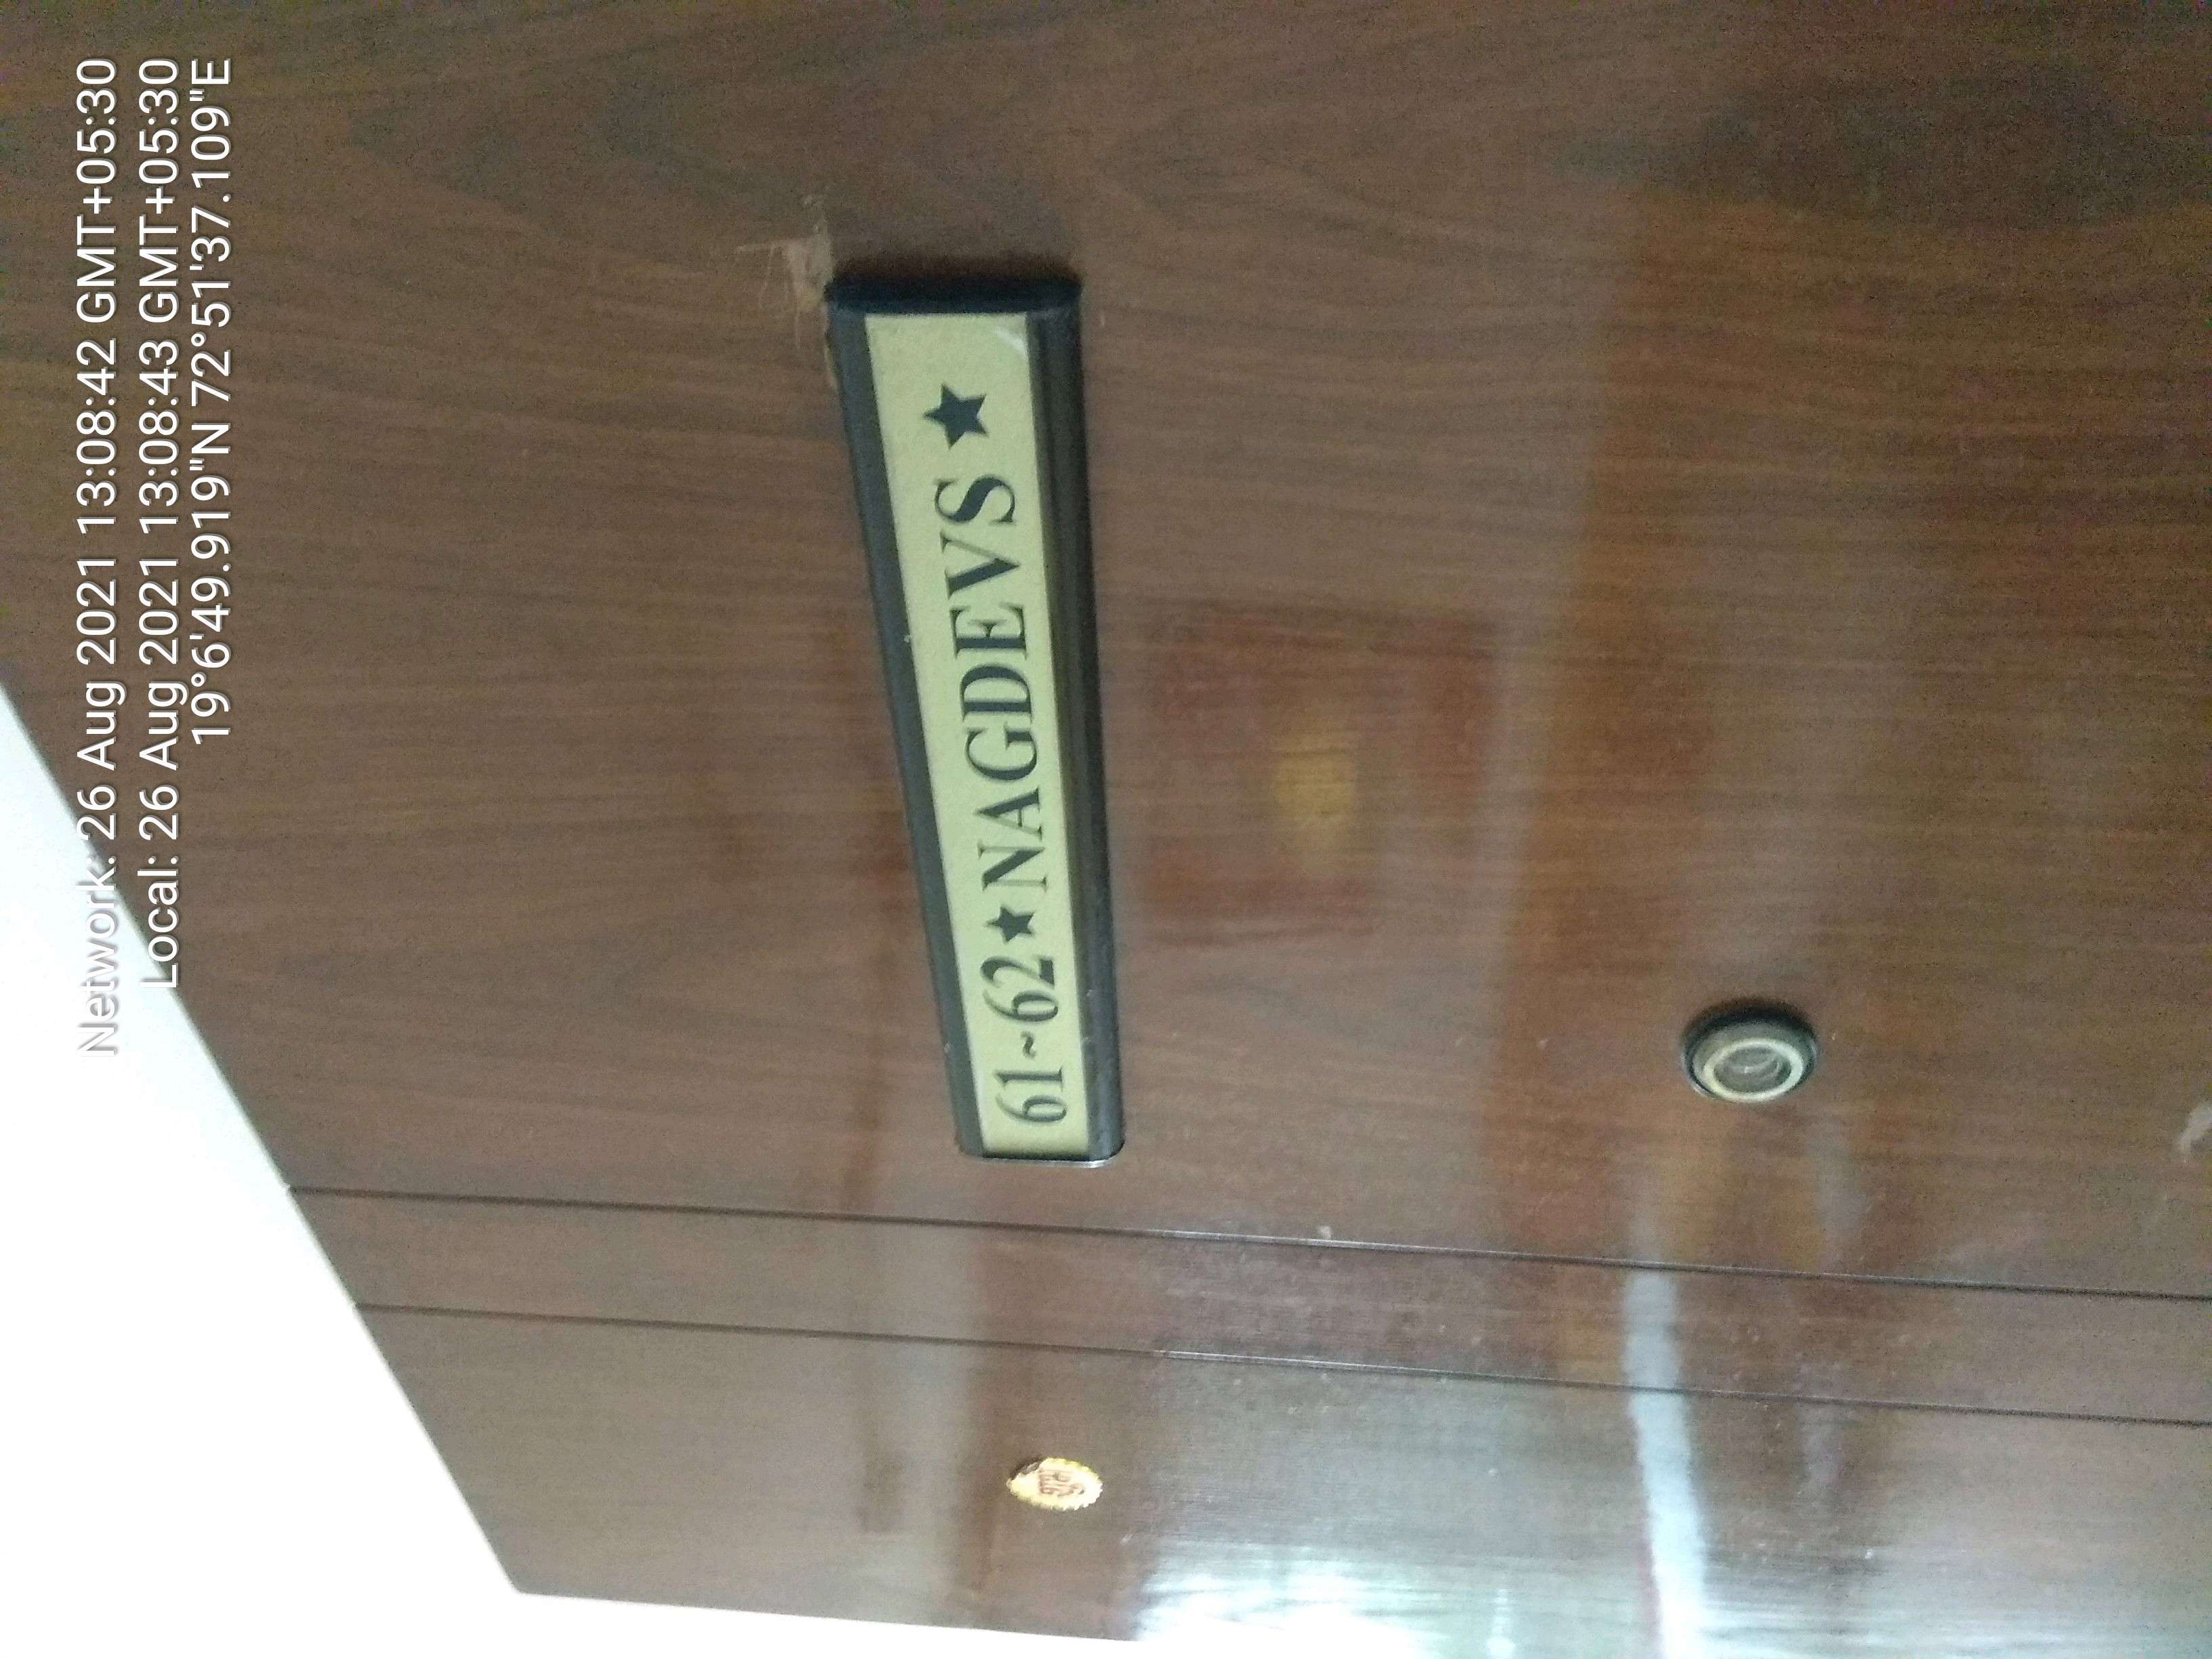 Network: 26 Aug 2021 13:08:42 GMT+05:30
Local: 26 Aug 2021 13:08:43 GMT+05:30
19°6'49.919"N 72°51'37.109"E
61~62★NAGDEVS★